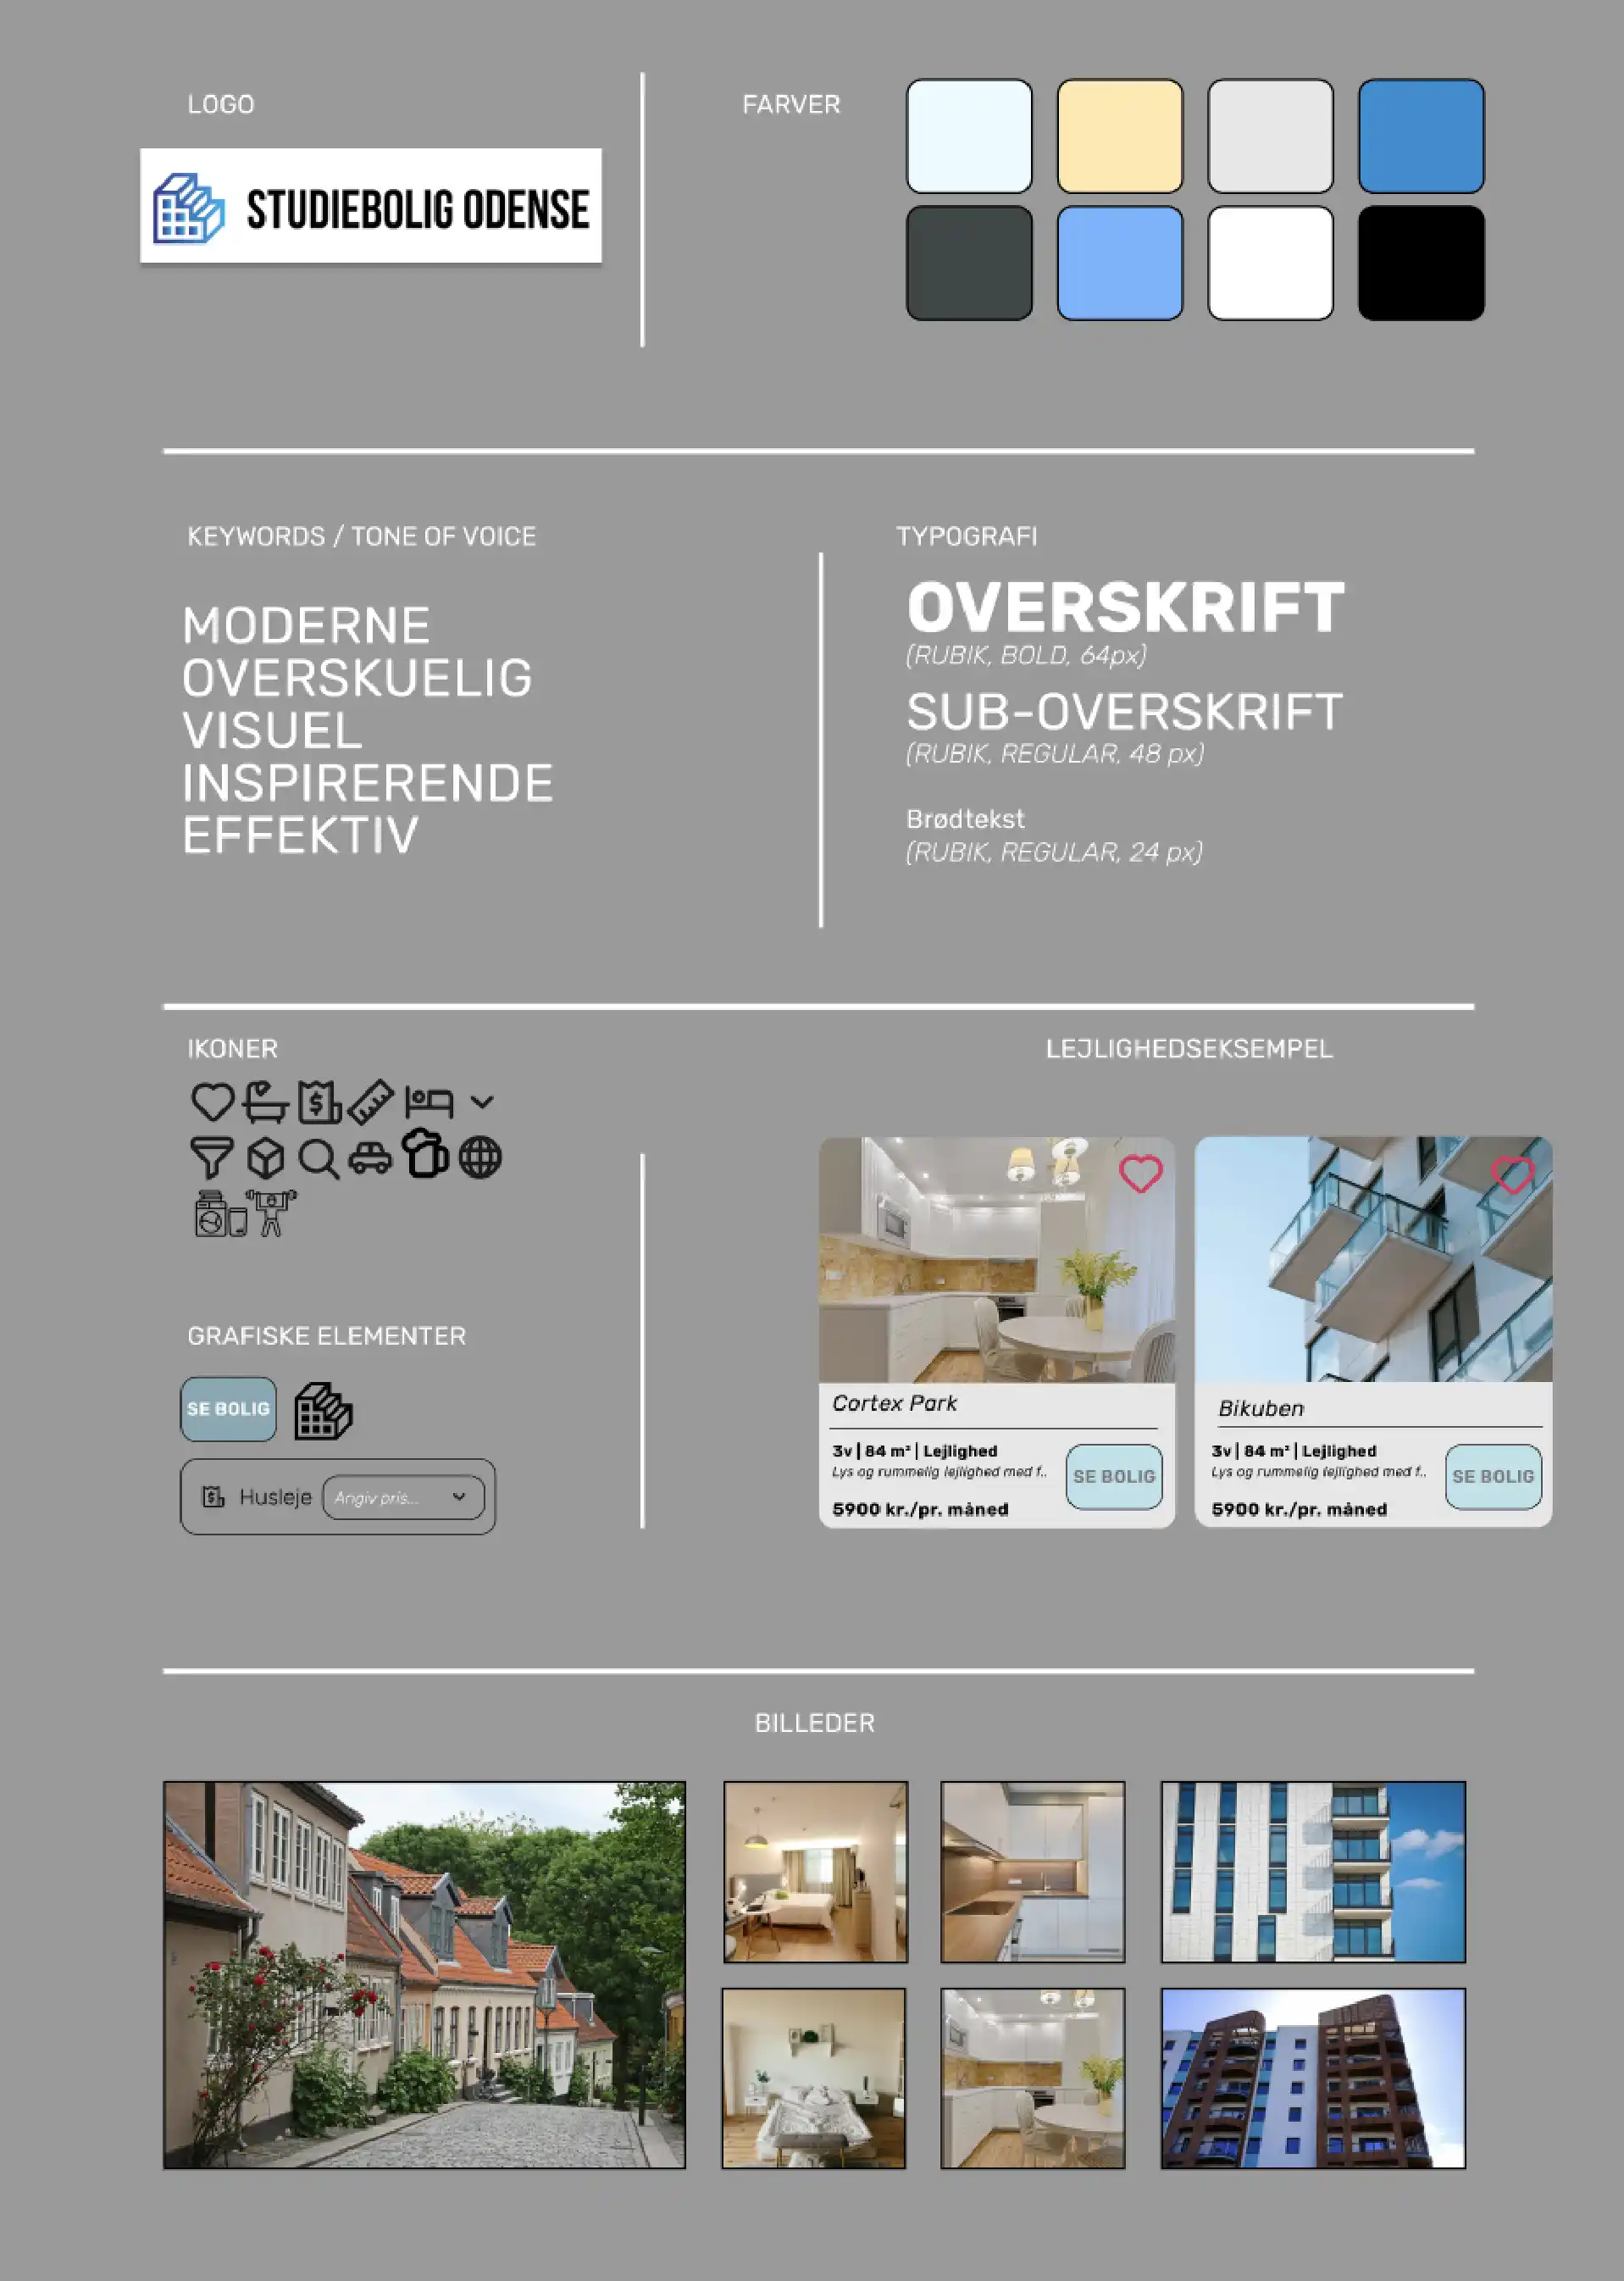 LOGO
STUDIEBOLIG ODENSE
FARVER
KEYWORDS / TONE OF VOICE
MODERNE
OVERSKUELIG
VISUEL
INSPIRERENDE
EFFEKTIV
TYPOGRAFI
OVERSKRIFT
(RUBIK, BOLD, 64px)
SUB-OVERSKRIFT
(RUBIK, REGULAR, 48 px)
Brødtekst
(RUBIK, REGULAR, 24 px)
IKONER
GRAFISKE ELEMENTER
SE BOLIG
Husleje
Angiv pris...
LEJLIGHEDSEKSEMPEL
Cortex Park
3v | 84 m² | Lejlighed
Lys og rummelig lejlighed med f..
5900 kr./pr. måned
SE BOLIG
Bikuben
3v | 84 m² | Lejlighed
Lys og rummelig lejlighed med f..
5900 kr./pr. måned
SE BOLIG
BILLEDER